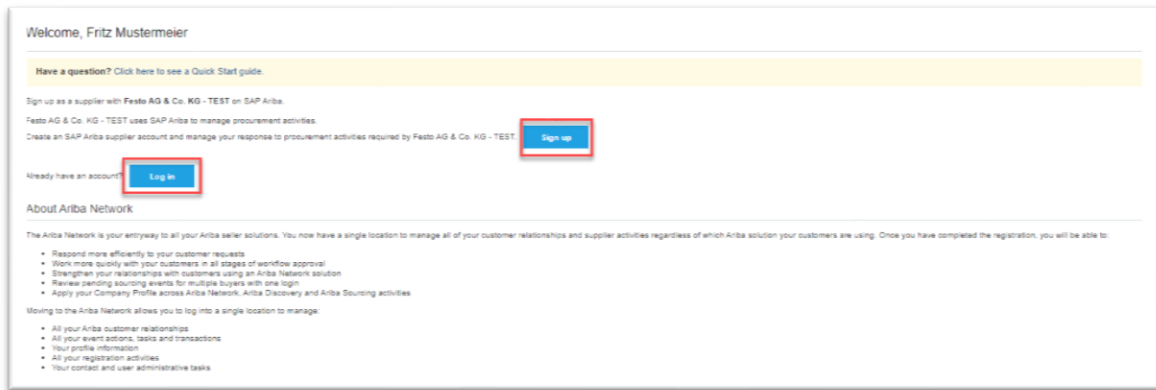 Welcome, Fritz Mustermeier
Have a question? Click here to see a Quick Start guide.
Sign up as a supplier with Festo AG & Co. KG - TEST on SAP Ariba.
Festo AG & Co. KG - TEST uses SAP Ariba to manage procurement activities.
Create an SAP Ariba supplier account and manage your response to procurement activities required by Festo AG & Co. KG - TEST. Sign up
Already have an account? Log in
About Ariba Network
The Ariba Network is your entryway to all your Ariba seller solutions. You now have a single location to manage all of your customer relationships and supplier activities regardless of which Ariba solution your customers are using. Once you have completed the registration, you will be able to:
• Respond more efficiently to your customer requests
• Work more quickly with your customers in all stages of workflow approval
• Strengthen your relationships with customers using an Ariba Network solution
• Review pending sourcing events for multiple buyers with one login
• Apply your Company Profile across Ariba Network, Ariba Discovery and Ariba Sourcing activities
Moving to the Ariba Network allows you to log into a single location to manage:
• All your Ariba customer relationships
• All your event actions, tasks and transactions
• Your profile information
• All your registration activities
• Your contact and user administrative tasks